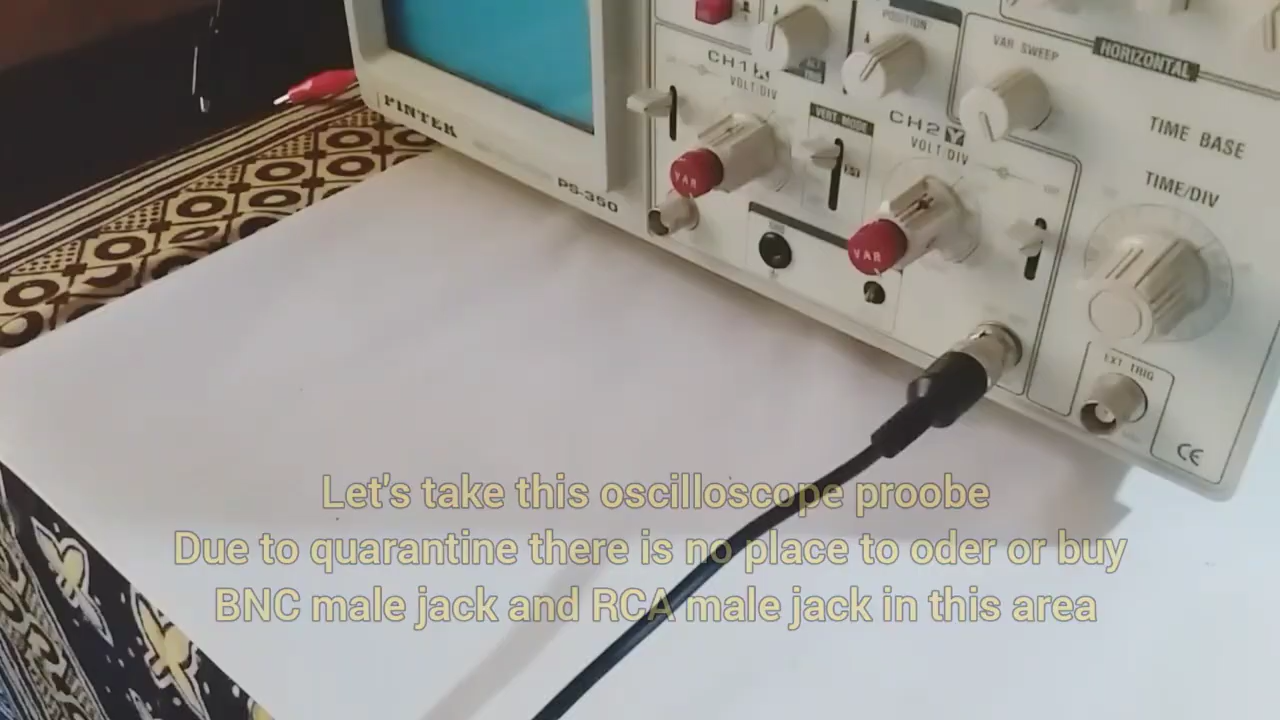 POSITION
VAR SWEEP
HORIZONTAL
CH1
VOLT/DIV
VERT MODE
CH2 Y
VOLT/DIV
TIME BASE
TIME/DIV
PINTEK
PS-350
VAR
X-Y
VAR
EXT TRIG
CE
Let's take this oscilloscope proobe
Due to quarantine there is no place to oder or buy
BNC male jack and RCA male jack in this area